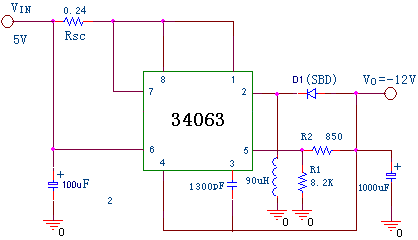 VIN
5V
0.24
Rsc
7
8
1
2
D1(SBD)
VO=-12V
34063
6
5
4
3
R2 850
100uF
1300pF
90uH
R1
8.2K
1000uF
+
+
2
0
0
0
0